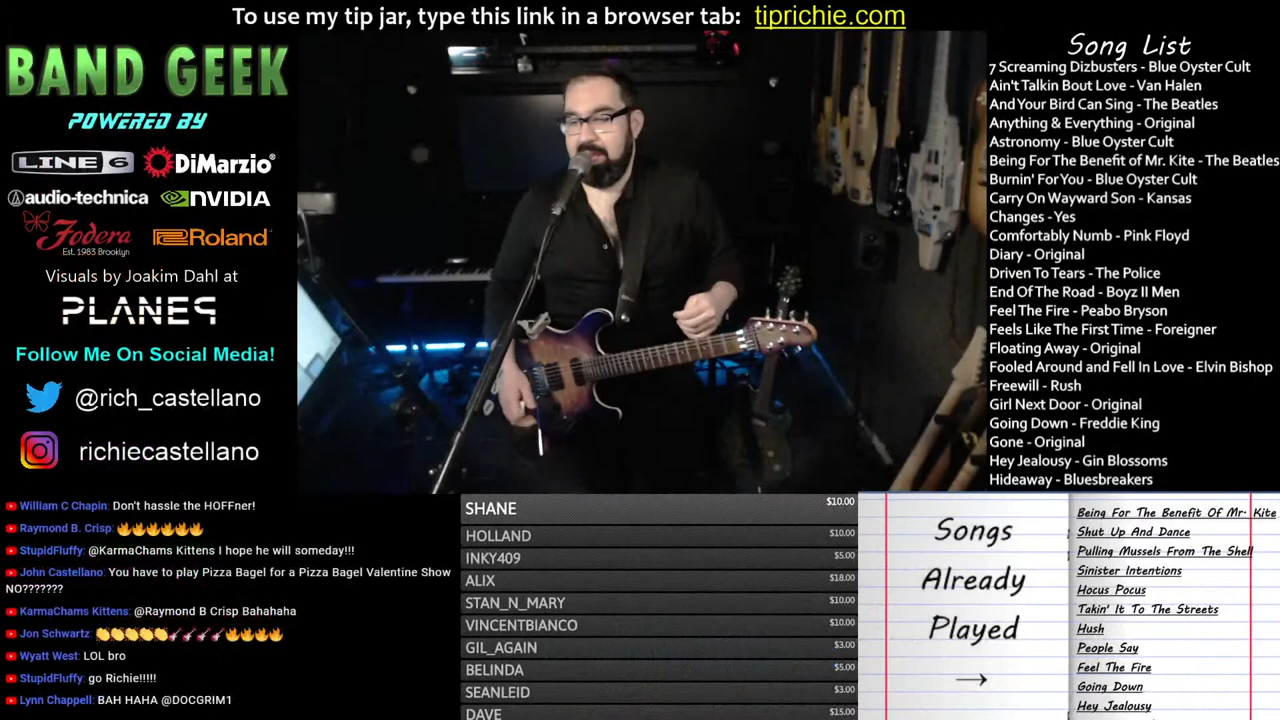 To use my tip jar, type this link in a browser tab: tiprichie.com
BAND GEEK
POWERED BY
LINE 6 DiMarzio®
audio-technica NVIDIA
Fodera
Est. 1983 Brooklyn
Roland
Visuals by Joakim Dahl at
PLANE9
Follow Me On Social Media!
@rich_castellano
richiecastellano
Song List
7 Screaming Dizbusters - Blue Oyster Cult
Ain't Talkin Bout Love - Van Halen
And Your Bird Can Sing - The Beatles
Anything & Everything - Original
Astronomy - Blue Oyster Cult
Being For The Benefit of Mr. Kite - The Beatles
Burnin' For You - Blue Oyster Cult
Carry On Wayward Son - Kansas
Changes - Yes
Comfortably Numb - Pink Floyd
Diary - Original
Driven To Tears - The Police
End Of The Road - Boyz II Men
Feel The Fire - Peabo Bryson
Feels Like The First Time - Foreigner
Floating Away - Original
Fooled Around and Fell In Love - Elvin Bishop
Freewill - Rush
Girl Next Door - Original
Going Down - Freddie King
Gone - Original
Hey Jealousy - Gin Blossoms
Hideaway - Bluesbreakers
William C Chapin: Don't hassle the HOFFner!
Raymond B. Crisp: 🔥🔥🔥🔥🔥🔥
StupidFluffy: @KarmaChams Kittens I hope he will someday!!!
John Castellano: You have to play Pizza Bagel for a Pizza Bagel Valentine Show
NO???????
KarmaChams Kittens: @Raymond B Crisp Bahahaha
Jon Schwartz: 👏👏👏👏👏🎸🎸🎸🎸🔥🔥🔥🔥
Wyatt West: LOL bro
StupidFluffy: go Richie!!!!!
Lynn Chappell: BAH HAHA @DOCGRIM1
SHANE $10.00
HOLLAND $10.00
INKY409 $5.00
ALIX $18.00
STAN_N_MARY $10.00
VINCENTBIANCO $10.00
GIL_AGAIN $3.00
BELINDA $5.00
SEANLEID $3.00
DAVE $15.00
Songs
Already
Played
→
Being For The Benefit Of Mr. Kite
Shut Up And Dance
Pulling Mussels From The Shell
Sinister Intentions
Hocus Pocus
Takin' It To The Streets
Hush
People Say
Feel The Fire
Going Down
Hey Jealousy